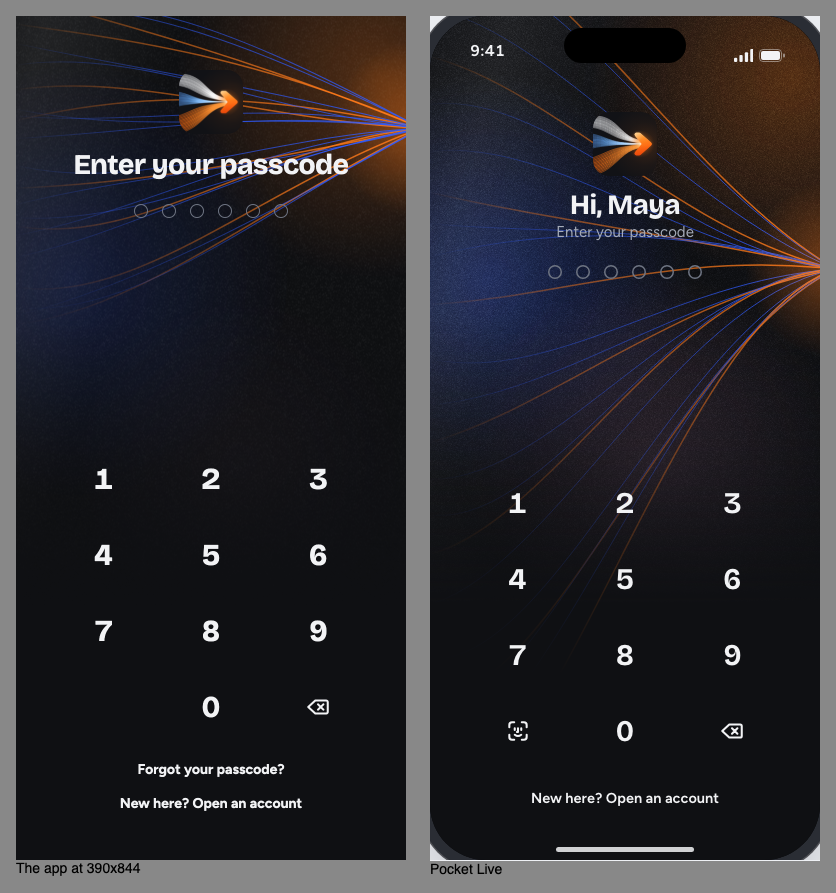 Enter your passcode
1 2 3
4 5 6
7 8 9
0
Forgot your passcode?
New here? Open an account
The app at 390x844
9:41
Hi, Maya
Enter your passcode
1 2 3
4 5 6
7 8 9
0
New here? Open an account
Pocket Live